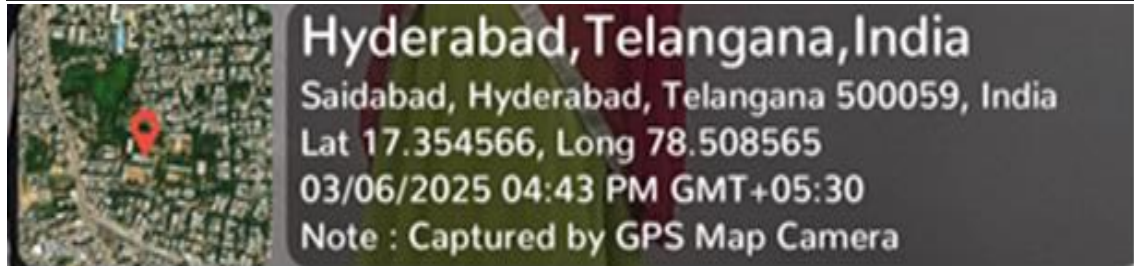 Hyderabad,Telangana,India
Saidabad, Hyderabad, Telangana 500059, India
Lat 17.354566, Long 78.508565
03/06/2025 04:43 PM GMT+05:30
Note : Captured by GPS Map Camera